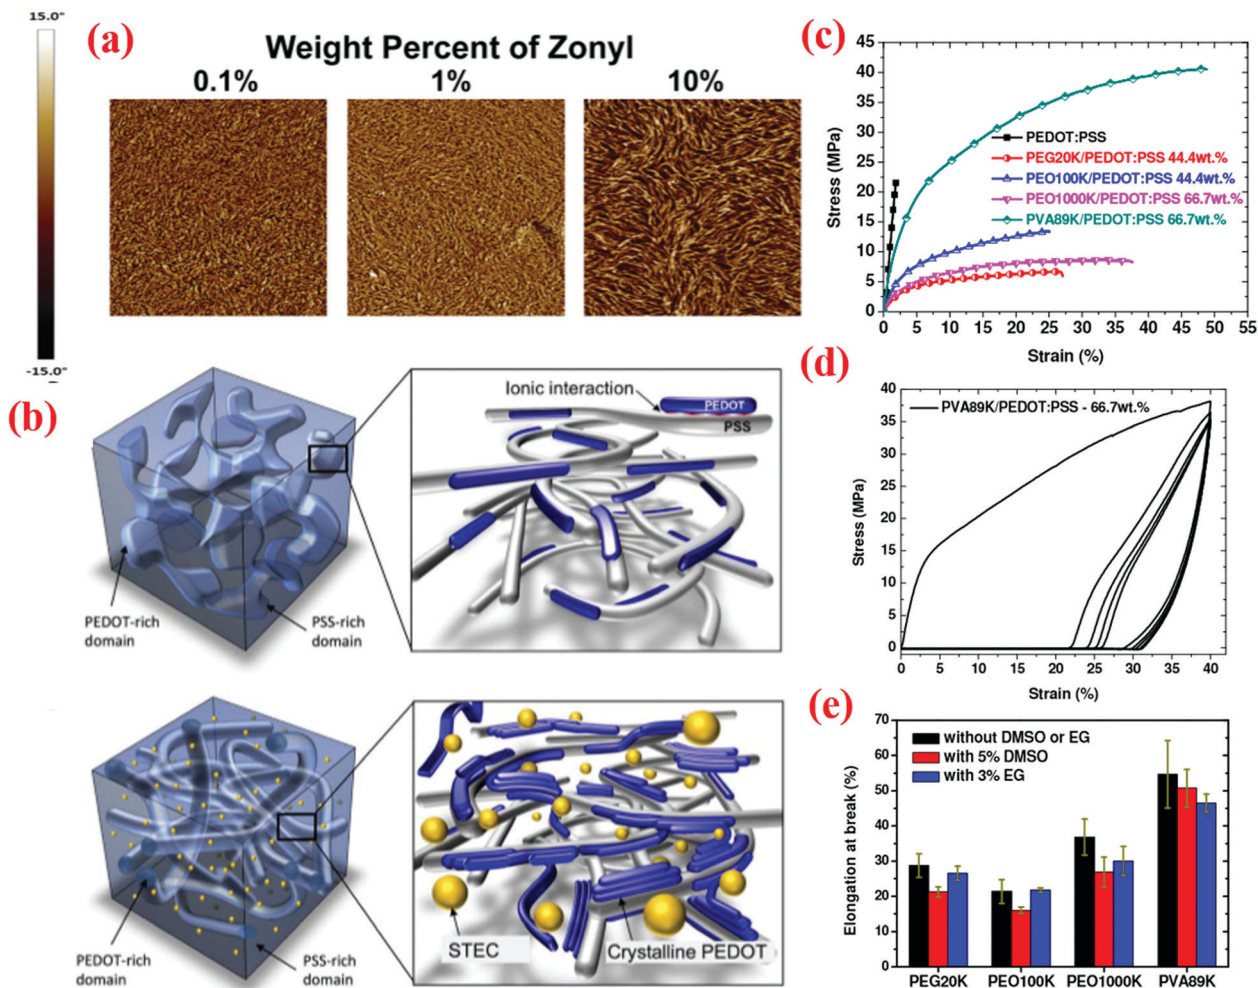 15.0°
-15.0°
(a)
Weight Percent of Zonyl
0.1% 1% 10%
(b)
Ionic interaction
PEDOT
PSS
PEDOT-rich
domain
PSS-rich
domain
PEDOT-rich
domain
PSS-rich
domain
STEC
Crystalline PEDOT
(c)
Stress (MPa)
45
40
35
30
25
20
15
10
5
0
PEDOT:PSS
PEG20K/PEDOT:PSS 44.4wt.%
PEO100K/PEDOT:PSS 44.4wt.%
PEO1000K/PEDOT:PSS 66.7wt.%
PVA89K/PEDOT:PSS 66.7wt.%
0 5 10 15 20 25 30 35 40 45 50 55
Strain (%)
(d)
Stress (MPa)
40
35
30
25
20
15
10
5
0
PVA89K/PEDOT:PSS - 66.7wt.%
0 5 10 15 20 25 30 35 40
Strain (%)
(e)
Elongation at break (%)
70
60
50
40
30
20
10
0
without DMSO or EG
with 5% DMSO
with 3% EG
PEG20K PEO100K PEO1000K PVA89K